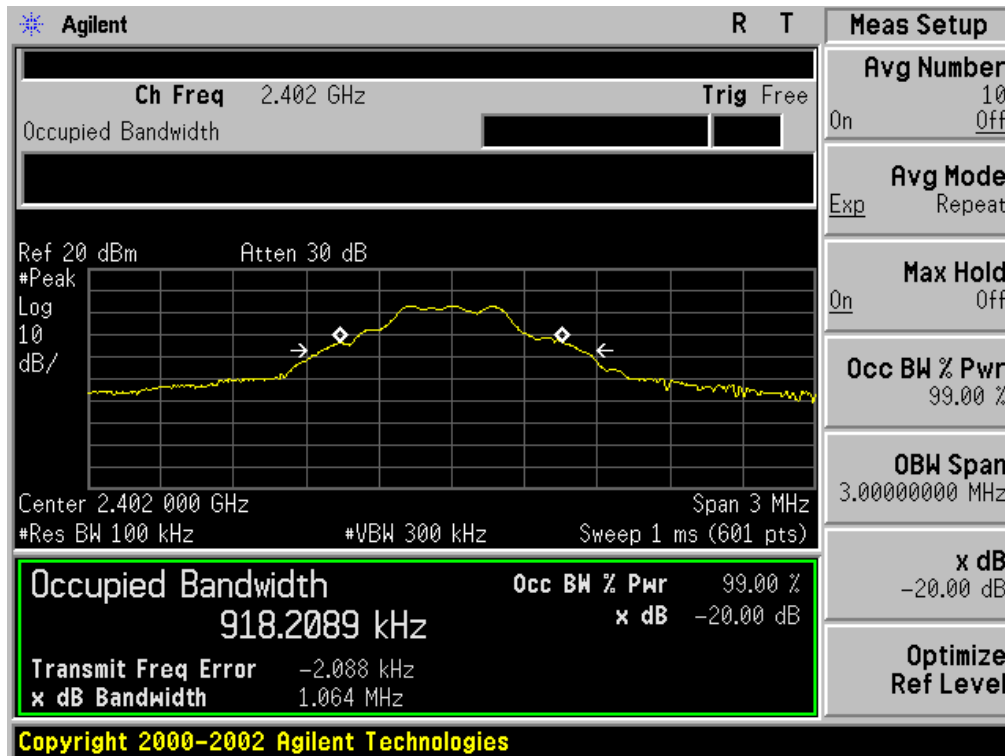 Agilent R T
Meas Setup
Avg Number
10
On Off
Ch Freq 2.402 GHz Trig Free
Occupied Bandwidth
Avg Mode
Exp Repeat
Ref 20 dBm Atten 30 dB
#Peak
Log
10
dB/
Max Hold
On Off
Occ BW % Pwr
99.00 %
OBW Span
3.00000000 MHz
Center 2.402 000 GHz Span 3 MHz
#Res BW 100 kHz #VBW 300 kHz Sweep 1 ms (601 pts)
x dB
-20.00 dB
Occupied Bandwidth
918.2089 kHz
Occ BW % Pwr 99.00 %
x dB -20.00 dB
Transmit Freq Error -2.088 kHz
x dB Bandwidth 1.064 MHz
Optimize
Ref Level
Copyright 2000-2002 Agilent Technologies